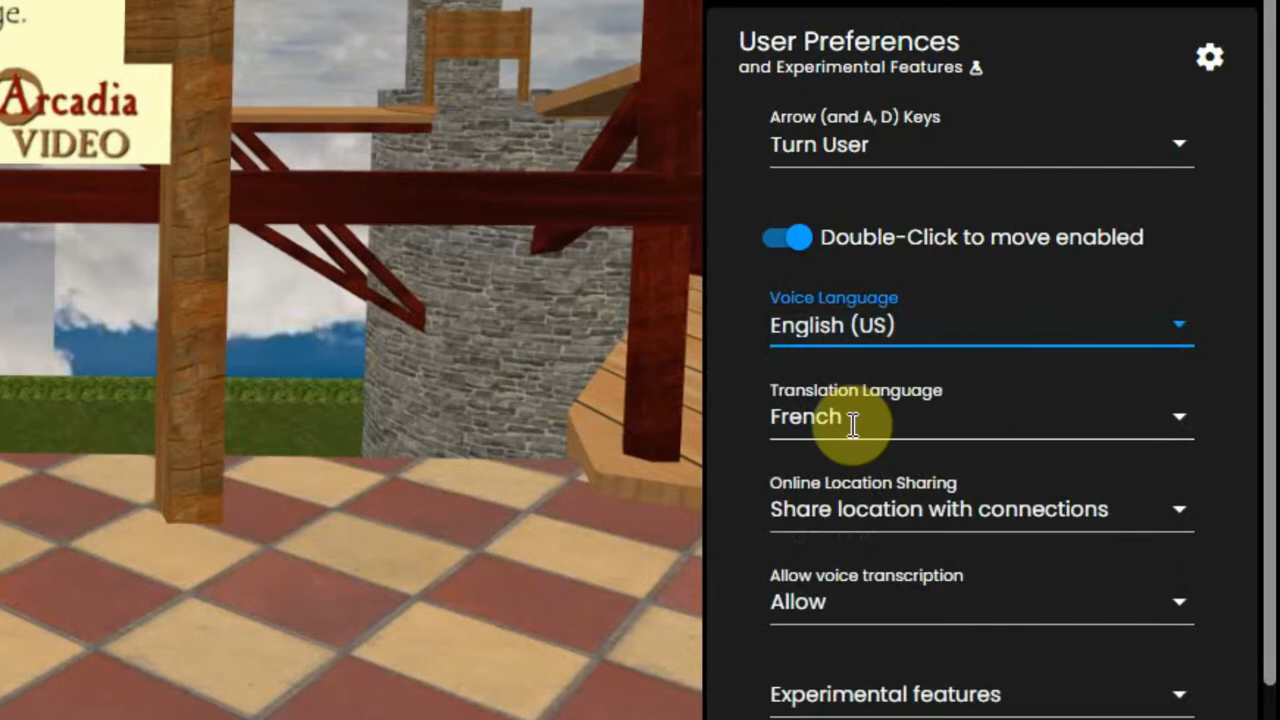 ge.
Arcadia
VIDEO
User Preferences
and Experimental Features
Arrow (and A, D) Keys
Turn User
Double-Click to move enabled
Voice Language
English (US)
Translation Language
French
Online Location Sharing
Share location with connections
Allow voice transcription
Allow
Experimental features